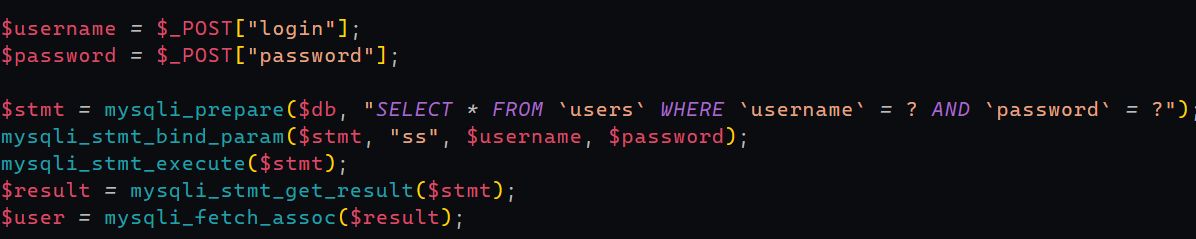 $username = $_POST["login"];
$password = $_POST["password"];

$stmt = mysqli_prepare($db, "SELECT * FROM `users` WHERE `username` = ? AND `password` = ?");
mysqli_stmt_bind_param($stmt, "ss", $username, $password);
mysqli_stmt_execute($stmt);
$result = mysqli_stmt_get_result($stmt);
$user = mysqli_fetch_assoc($result);